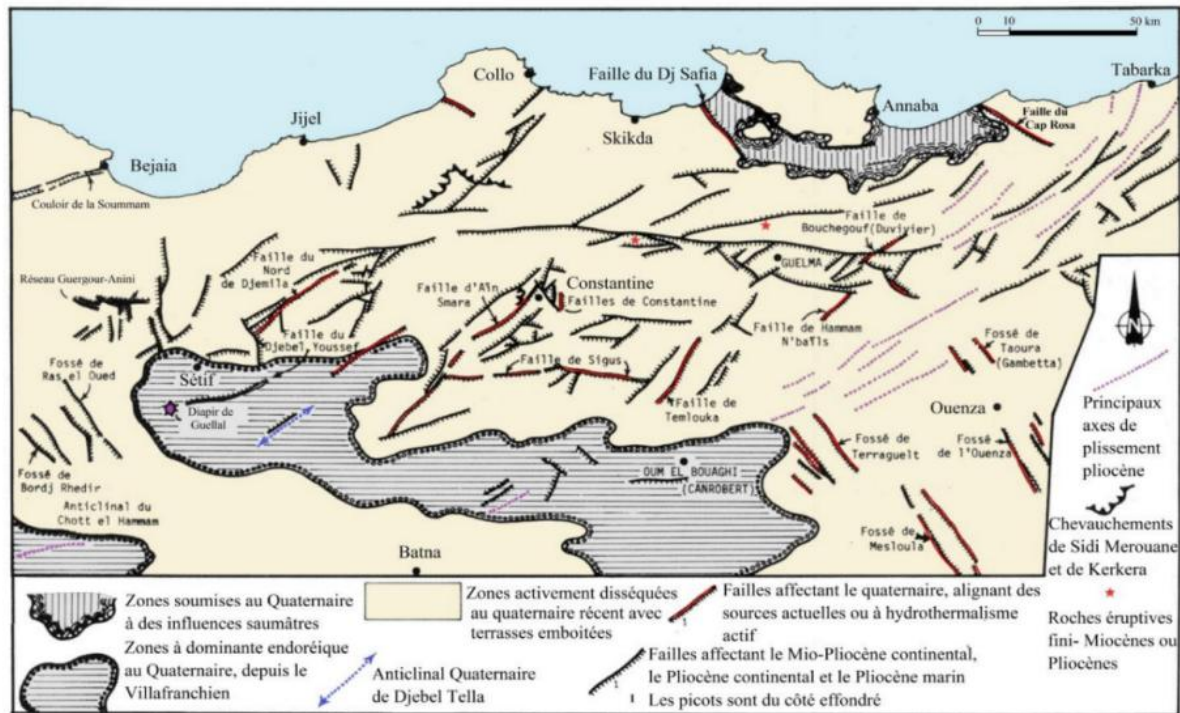 0 10 50 km
Collo
Faille du Dj Safia
Tabarka
Annaba
Jijel
Skikda
Faille du
Cap Rosa
Bejaia
Couloir de la Soummam
Faille de
Bouchegouf(Duvivier)
Faille du
Nord
de Djemila
GUELMA
Réseau Guergour-Anini
Faille d'Aïn
Smara
Constantine
Failles de Constantine
Faille de Hammam
N'baïls
Faille du
Djebel Youssef
Fossé de
Taoura
(Gambetta)
Fossé de
Ras el Oued
Sétif
Faille de Sigus
Diapir de
Guellal
Faille de
Temlouka
Ouenza
Fossé de
Terraguelt
Fossé
de l'Ouenza
Fossé de
Bordj Rhedir
OUM EL BOUAGHI
(CANROBERT)
Anticlinal du
Chott el Hammam
Fossé de
Mesloula
Batna
N
Principaux
axes de
plissement
pliocène
Chevauchements
de Sidi Merouane
et de Kerkera
Roches éruptives
fini- Miocènes ou
Pliocènes
Zones soumises au Quaternaire
à des influences saumâtres
Zones à dominante endoréique
au Quaternaire, depuis le
Villafranchien
Zones activement disséquées
au quaternaire récent avec
terrasses emboitées
Anticlinal Quaternaire
de Djebel Tella
Failles affectant le quaternaire, alignant des
sources actuelles ou à hydrothermalisme
actif
Failles affectant le Mio-Pliocène continental,
le Pliocène continental et le Pliocène marin
Les picots sont du côté effondré